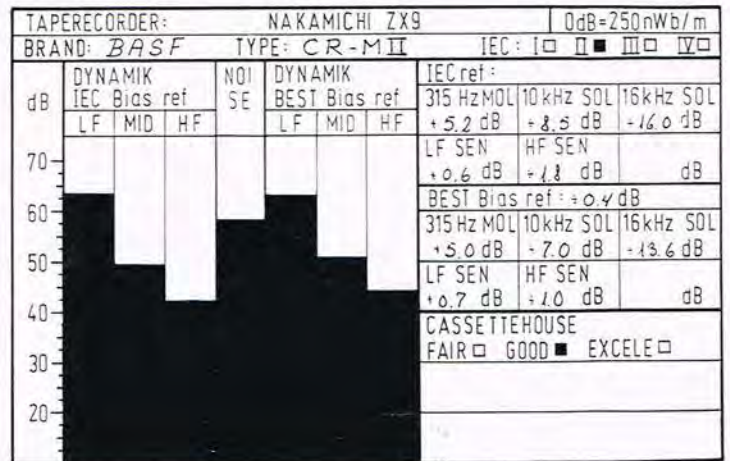 TAPERECORDER: NAKAMICHI ZX9 0dB=250nWb/m
BRAND: BASF TYPE: CR-MII IEC: I□ II■ III□ IV□
dB DYNAMIK IEC Bias ref NOISE DYNAMIK BEST Bias ref
LF MID HF LF MID HF
70
60
50
40
30
20
IEC ref:
315 Hz MOL 10 kHz SOL 16 kHz SOL
+5.2 dB ÷8.5 dB ÷16.0 dB
LF SEN HF SEN
+0.6 dB ÷1.8 dB dB
BEST Bias ref: ÷0.4 dB
315 Hz MOL 10 kHz SOL 16 kHz SOL
+5.0 dB ÷7.0 dB ÷13.6 dB
LF SEN HF SEN
+0.7 dB ÷1.0 dB dB
CASSETTEHOUSE
FAIR□ GOOD■ EXCELE□